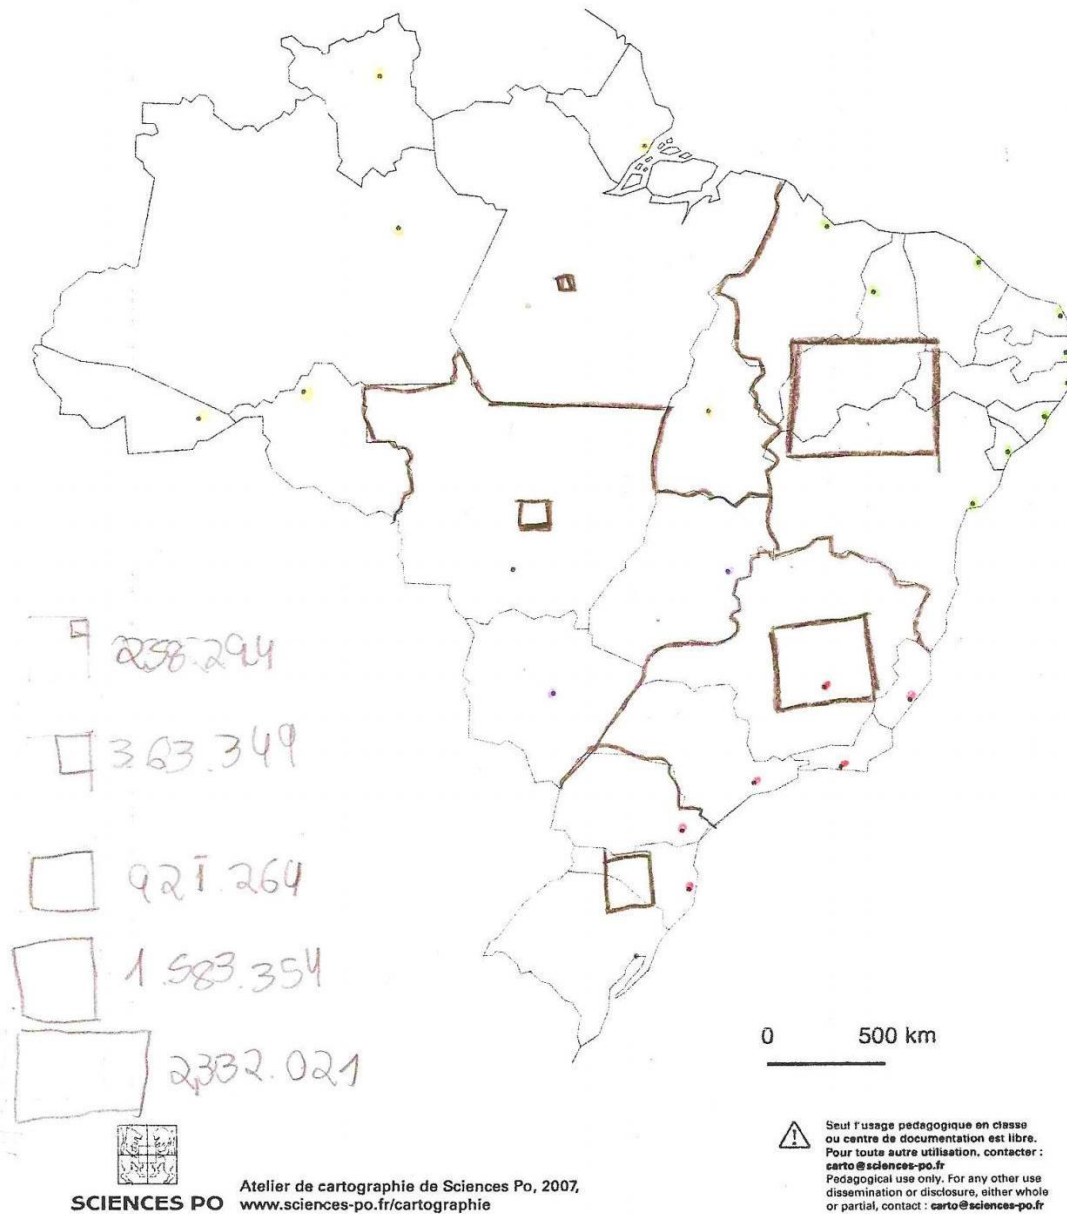 238.294
363.349
921.264
1.583.354
2,332.021
0 500 km
SCIENCES PO
Atelier de cartographie de Sciences Po, 2007,
www.sciences-po.fr/cartographie
Seul l'usage pédagogique en classe
ou centre de documentation est libre.
Pour toute autre utilisation, contacter :
carto@sciences-po.fr
Pedagogical use only. For any other use
dissemination or disclosure, either whole
or partial, contact : carto@sciences-po.fr